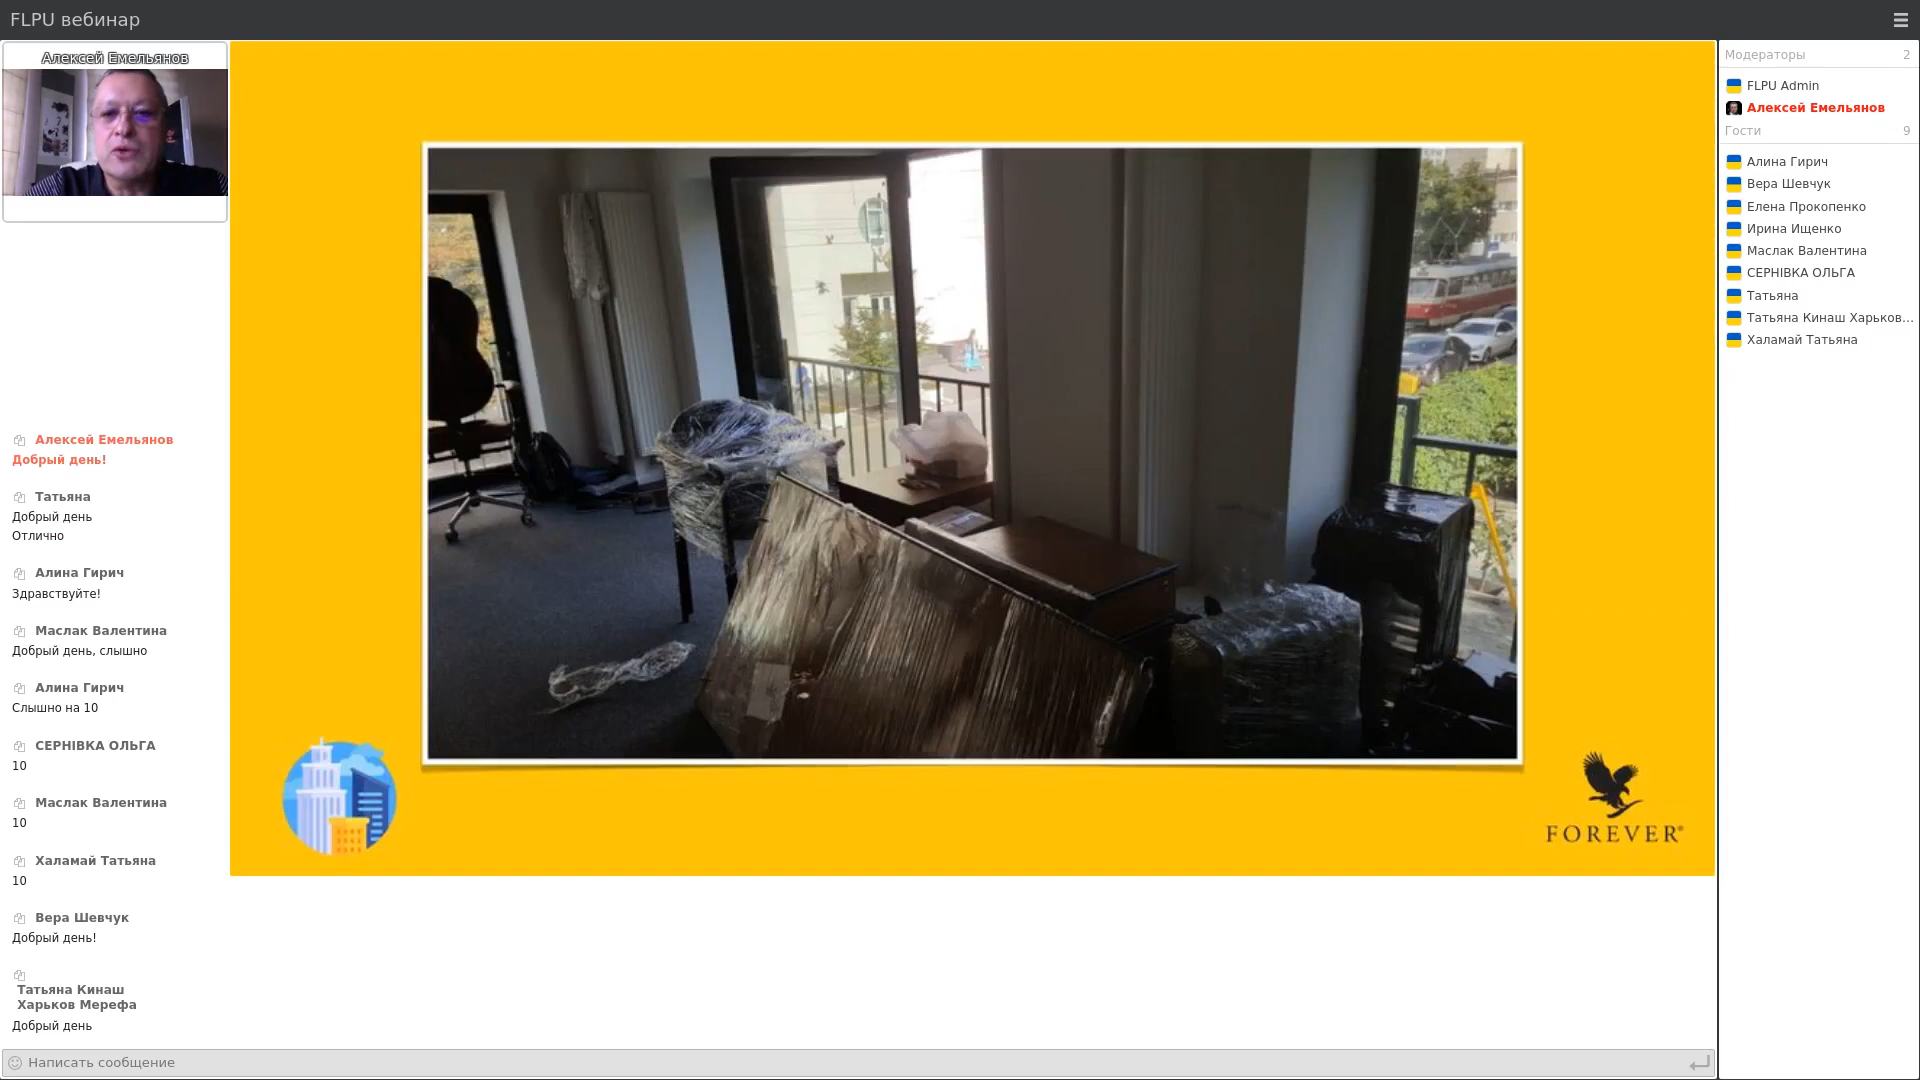 FLPU вебинар
Алексей Емельянов
Алексей Емельянов
Добрый день!
Татьяна
Добрый день
Отлично
Алина Гирич
Здравствуйте!
Маслак Валентина
Добрый день, слышно
Алина Гирич
Слышно на 10
СЕРНІВКА ОЛЬГА
10
Маслак Валентина
10
Халамай Татьяна
10
Вера Шевчук
Добрый день!
Татьяна Кинаш
Харьков Мерефа
Добрый день
Написать сообщение
FOREVER®
Модераторы 2
FLPU Admin
Алексей Емельянов
Гости 9
Алина Гирич
Вера Шевчук
Елена Прокопенко
Ирина Ищенко
Маслак Валентина
СЕРНІВКА ОЛЬГА
Татьяна
Татьяна Кинаш Харьков...
Халамай Татьяна